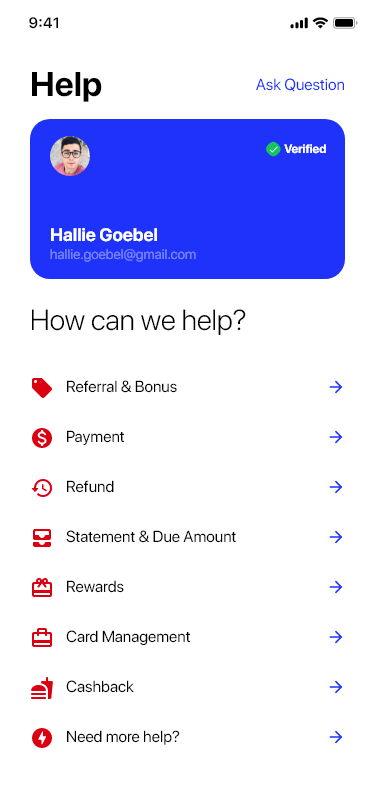 9:41
Help
Ask Question
Verified
Hallie Goebel
hallie.goebel@gmail.com
How can we help?
Referral & Bonus
Payment
Refund
Statement & Due Amount
Rewards
Card Management
Cashback
Need more help?